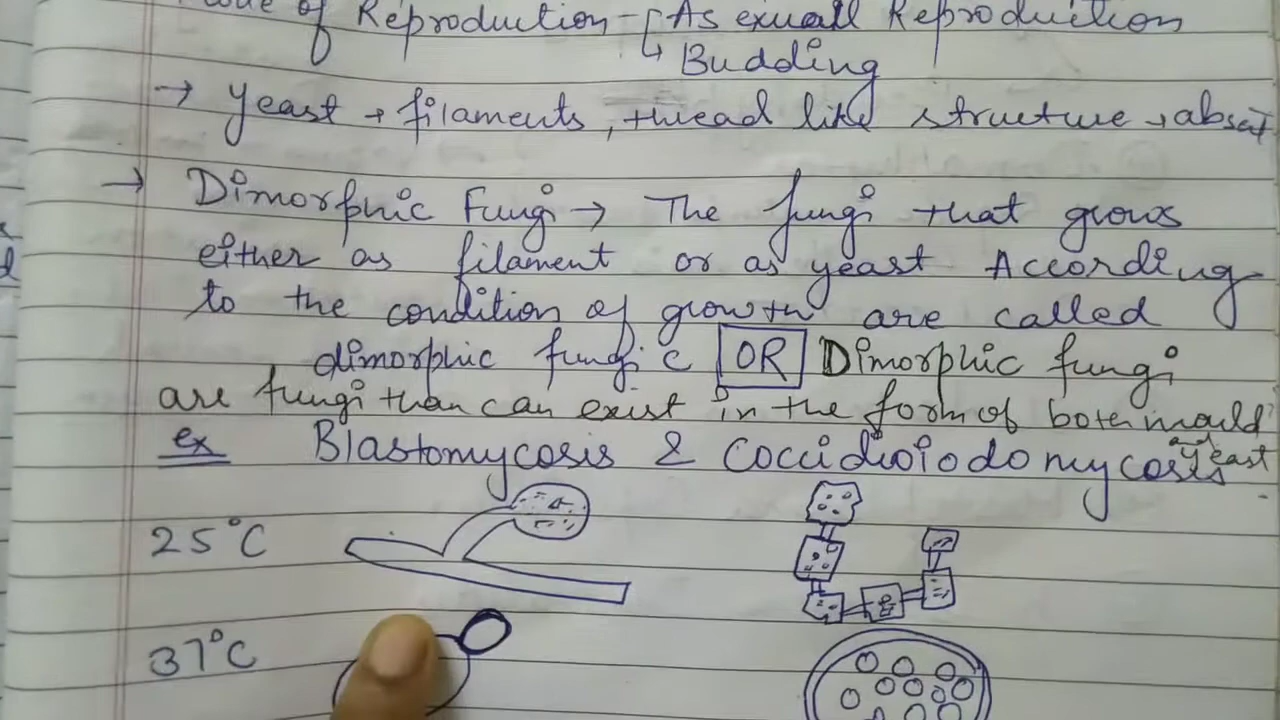 of Reproduction - Asexuall Reproduction
↳ Budding
→ Yeast → filaments, thread like structure → absent
→ Dimorphic Fungi → The fungi that grows
either as filament or as yeast According
to the condition of growth are called
dimorphic fungi c OR Dimorphic fungi
are fungi than can exist in the form of both mould
and yeast
ex Blastomycosis & Coccidioiodomycosis
25°C
37°C